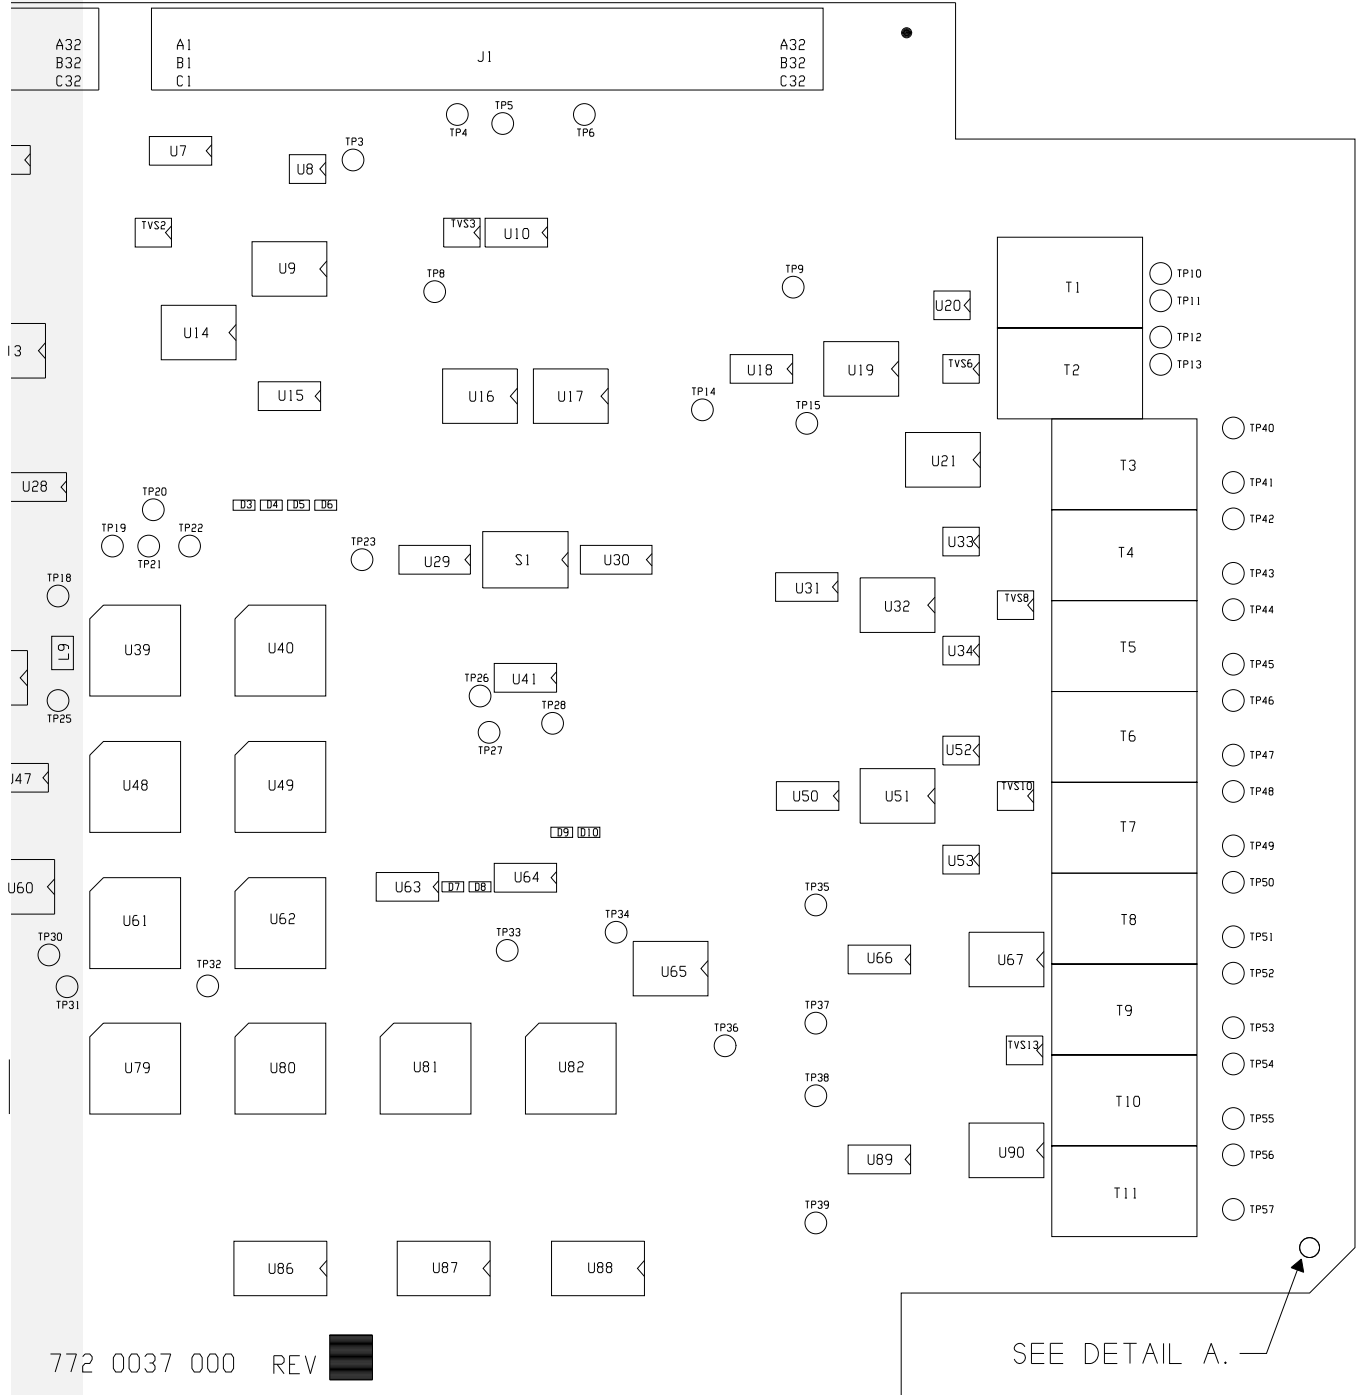 A32 A1 J1 A32
B32 B1 B32
C32 C1 C32
TP4 TP5 TP6
U7 U8 TP3
TVS2 TVS3 U10
U9 TP8 TP9 T1 TP10
U20 TP11
U14 TP12
13 U18 U19 TVS6 T2 TP13
U15 U16 U17 TP14 TP15
TP40
U21 T3
U28 TP41
TP20 D3 D4 D5 D6 TP42
TP19 TP21 TP22 TP23 U29 S1 U30 U33 T4
TP18 U31 U32 TVS8 TP43
TP44
L9 U39 U40 U34 T5
U41 TP45
TP25 TP26 TP27 TP28 TP46
U52 T6
U47 U48 U49 U50 U51 TVS10 TP47
TP48
D9 D10 T7
U53 TP49
U60 U63 D7 D8 U64 TP35 TP50
U61 U62 TP34 T8
TP30 TP33 TP51
TP31 TP32 U65 U66 U67 TP52
TP37 T9
TP36 TVS13 TP53
U79 U80 U81 U82 TP38 TP54
T10
TP55
U89 U90 TP56
T11
TP39 TP57
U86 U87 U88
772 0037 000 REV
SEE DETAIL A.